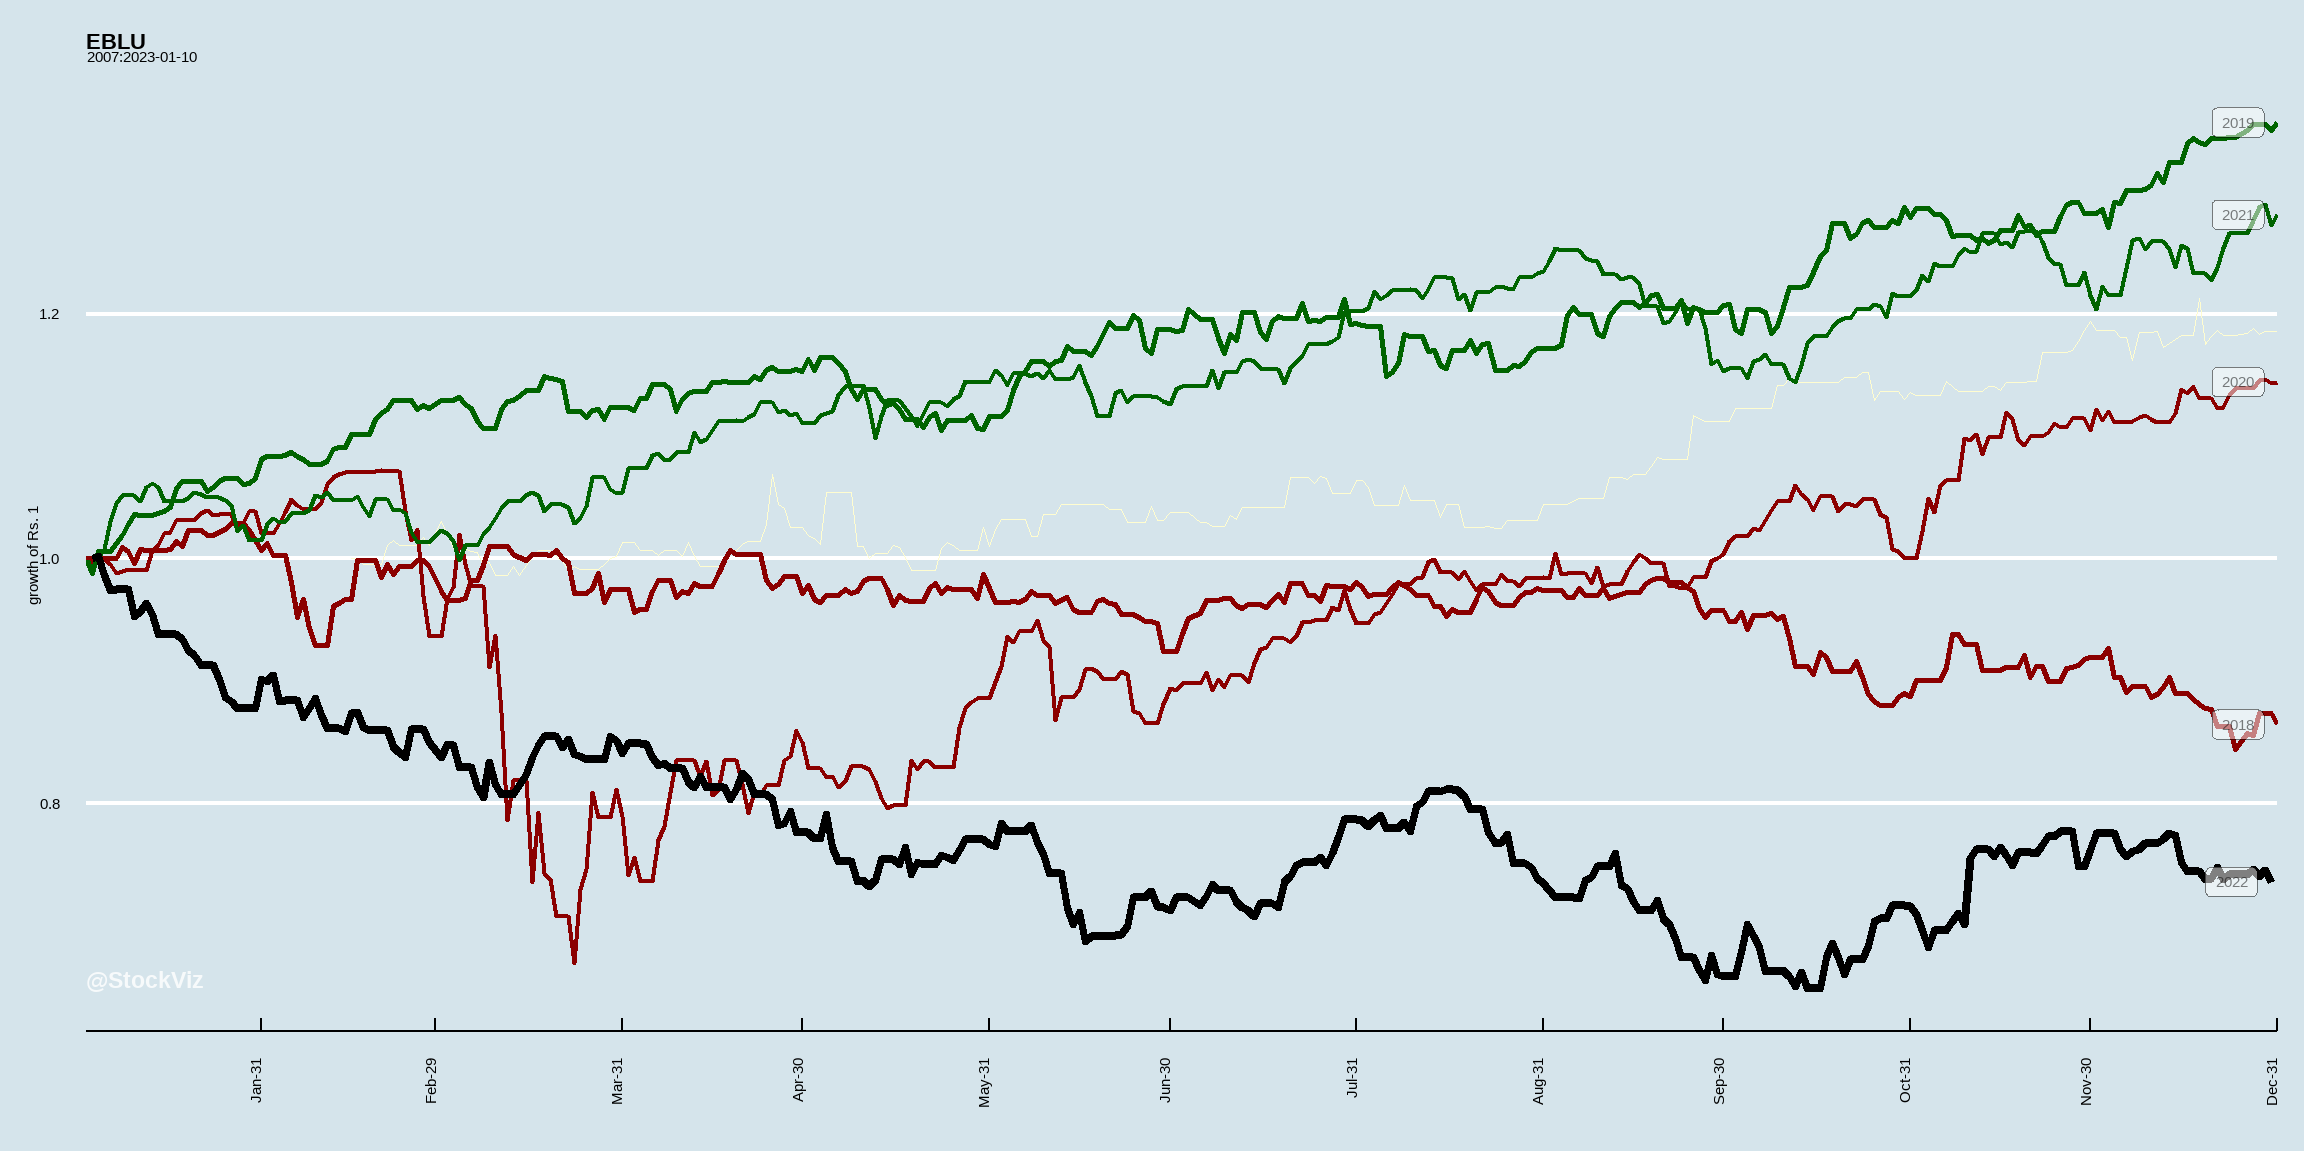 EBLU
2007:2023-01-10
2019
2021
1.2
2020
growth of Rs. 1
1.0
2018
0.8
2022
@StockViz
Jan-31
Feb-29
Mar-31
Apr-30
May-31
Jun-30
Jul-31
Aug-31
Sep-30
Oct-31
Nov-30
Dec-31